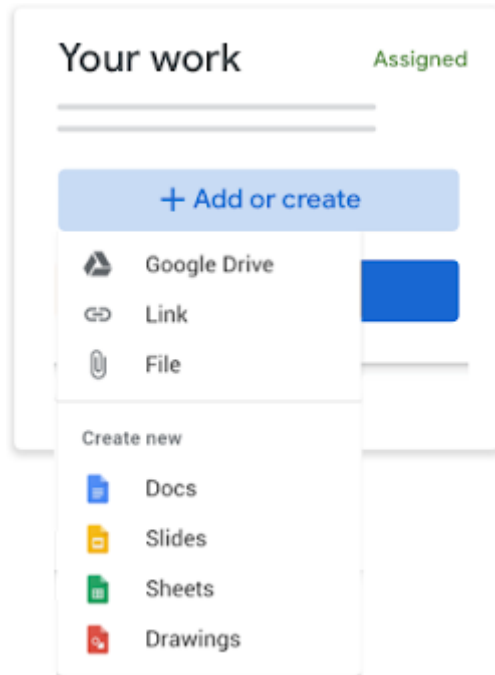 Your work
Assigned
+ Add or create
Google Drive
Link
File
Create new
Docs
Slides
Sheets
Drawings